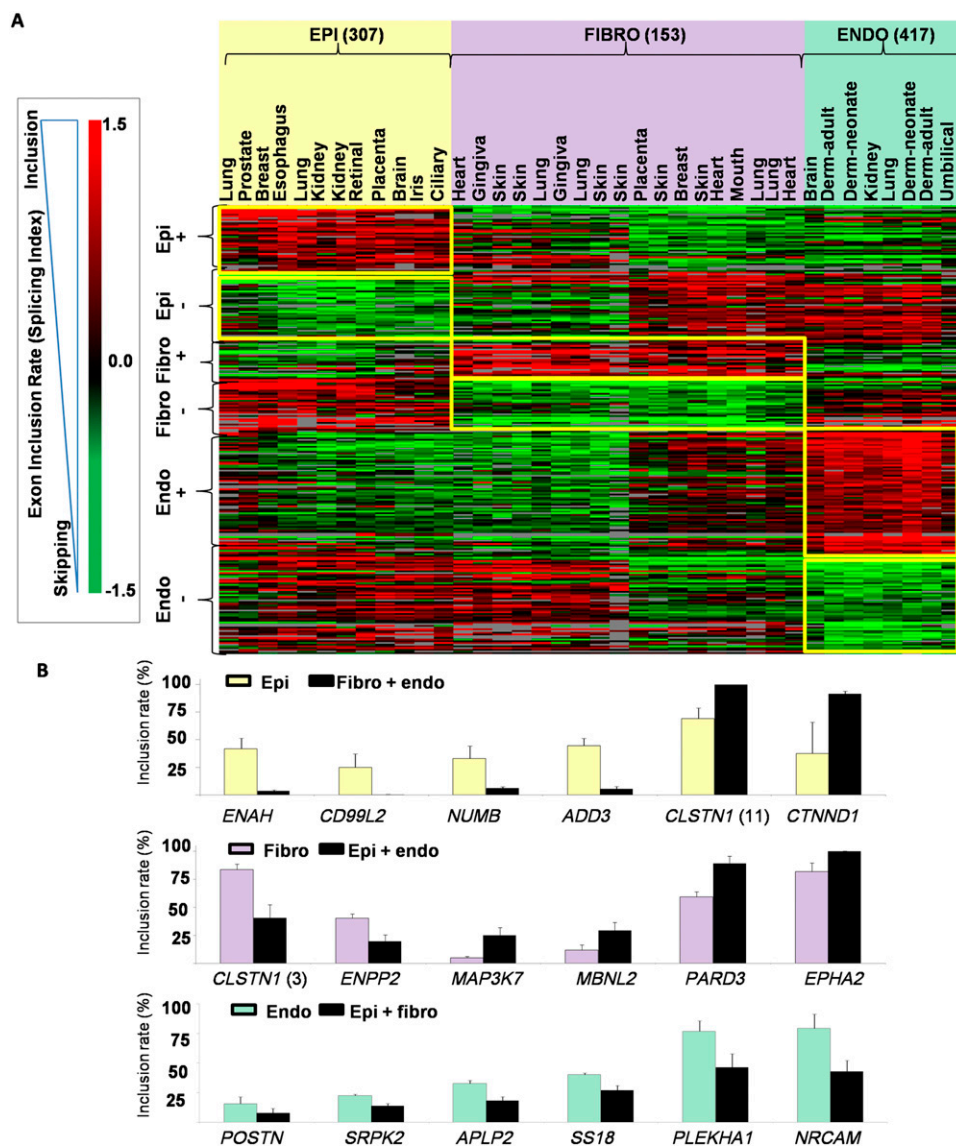 A
EPI (307) FIBRO (153) ENDO (417)
Lung
Prostate
Breast
Esophagus
Lung
Kidney
Kidney
Retinal
Placenta
Brain
Iris
Ciliary
Heart
Gingiva
Skin
Skin
Lung
Gingiva
Lung
Skin
Skin
Placenta
Skin
Breast
Skin
Heart
Mouth
Lung
Lung
Heart
Brain
Derm-adult
Derm-neonate
Kidney
Lung
Derm-neonate
Derm-adult
Umbilical
Exon Inclusion Rate (Splicing Index)
Inclusion
Skipping
1.5
0.0
-1.5
Epi +
Epi -
Fibro +
Fibro -
Endo +
Endo -
B
Inclusion rate (%)
100
75
50
25
Epi Fibro + endo
ENAH CD99L2 NUMB ADD3 CLSTN1 (11) CTNND1
Inclusion rate (%)
100
75
50
25
Fibro Epi + endo
CLSTN1 (3) ENPP2 MAP3K7 MBNL2 PARD3 EPHA2
Inclusion rate (%)
100
75
50
25
Endo Epi + fibro
POSTN SRPK2 APLP2 SS18 PLEKHA1 NRCAM